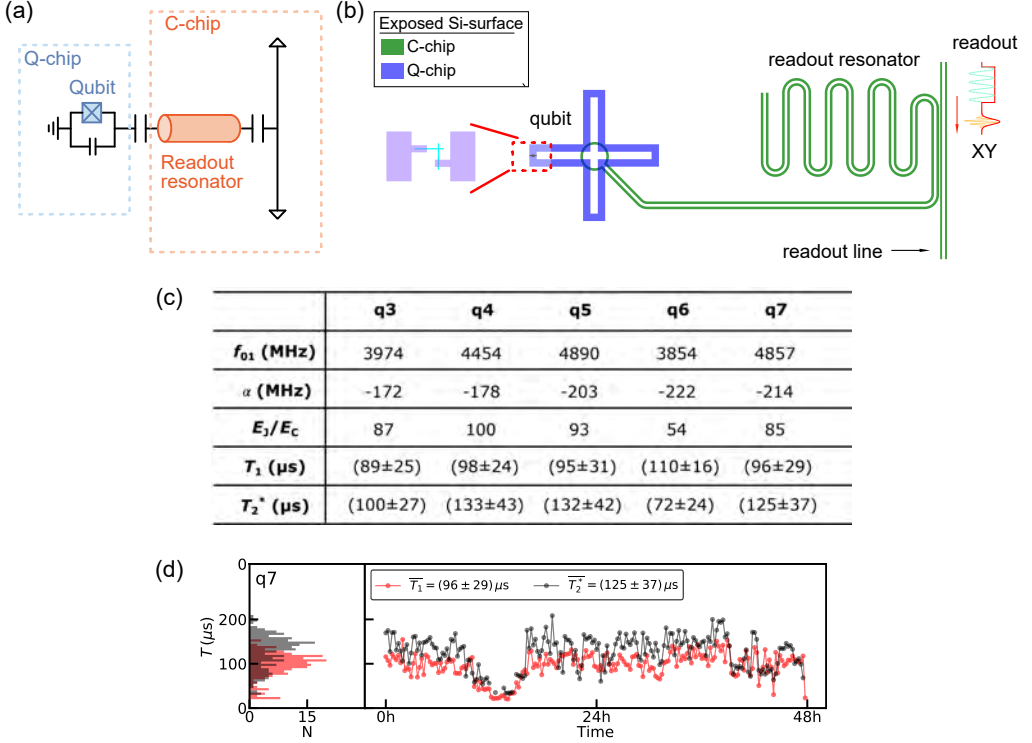 (a)
C-chip
Q-chip
Qubit
Readout
resonator
(b)
Exposed Si-surface
C-chip
Q-chip
qubit
readout resonator
readout
XY
readout line
(c)
q3 q4 q5 q6 q7
f01 (MHz) 3974 4454 4890 3854 4857
α (MHz) -172 -178 -203 -222 -214
EJ/EC 87 100 93 54 85
T1 (µs) (89±25) (98±24) (95±31) (110±16) (96±29)
T2* (µs) (100±27) (133±43) (132±42) (72±24) (125±37)
(d)
0
q7
T1 = (96 ± 29) µs T2* = (125 ± 37) µs
200
T (µs)
100
0
0 15 0h 24h 48h
N Time